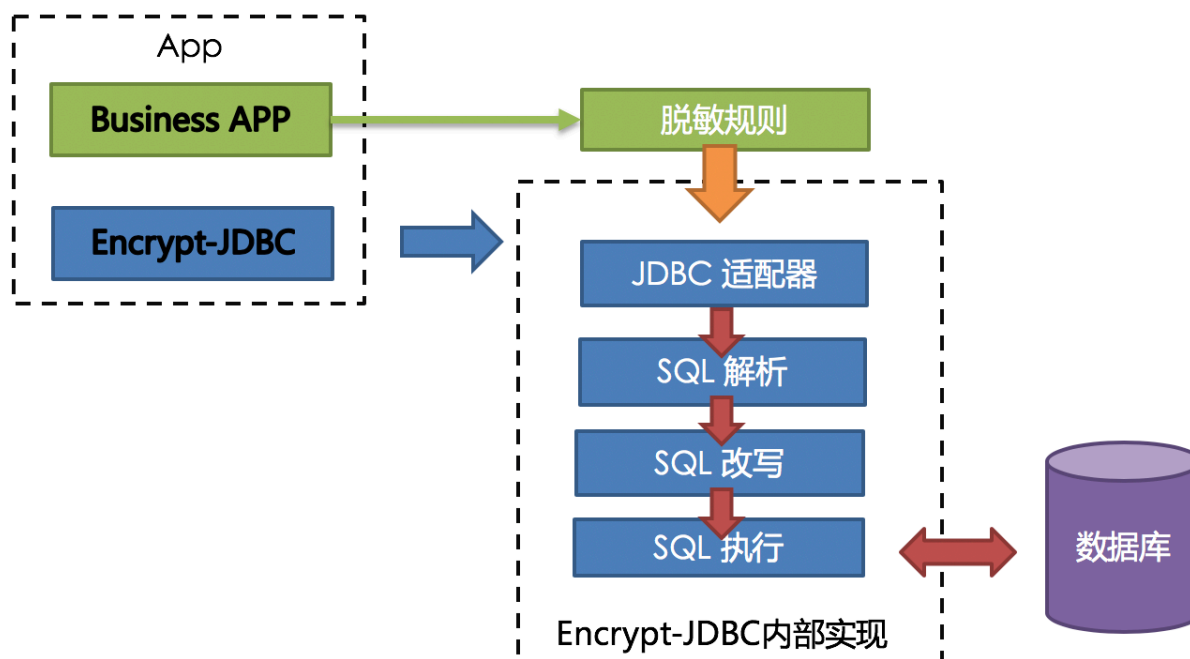 App
Business APP
脱敏规则
Encrypt-JDBC
JDBC 适配器
SQL 解析
SQL 改写
SQL 执行
数据库
Encrypt-JDBC内部实现